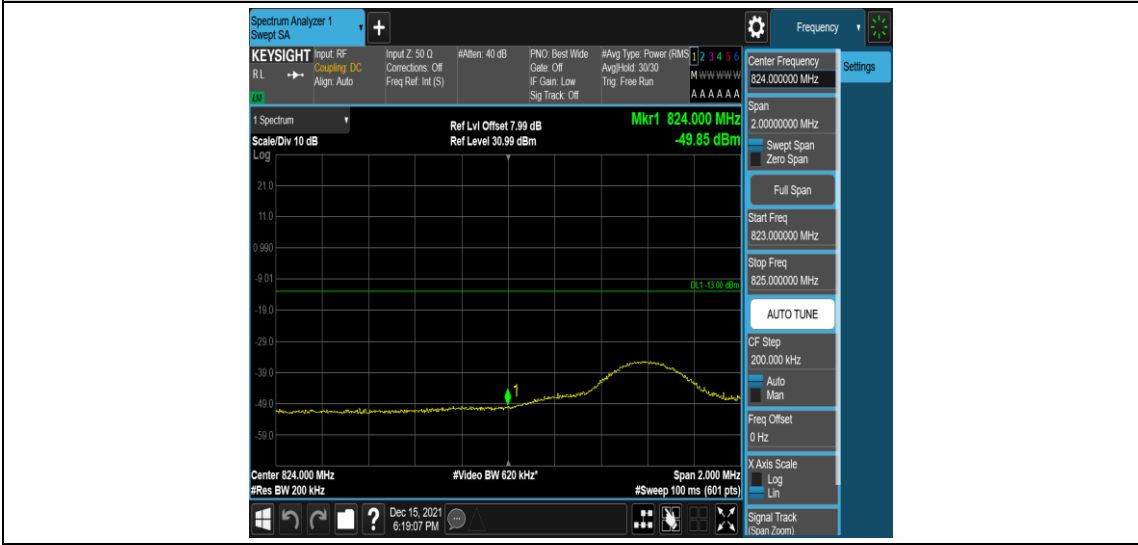 Spectrum Analyzer 1
Swept SA
Frequency
KEYSIGHT
RL
LM
Input: RF
Coupling: DC
Align: Auto
Input Z: 50 Ω
Corrections: Off
Freq Ref: Int (S)
#Atten: 40 dB
PNO: Best Wide
Gate: Off
IF Gain: Low
Sig Track: Off
#Avg Type: Power (RMS
Avg|Hold: 30/30
Trig: Free Run
1 2 3 4 5 6
M W W W W W
A A A A A A
1 Spectrum
Scale/Div 10 dB
Ref Lvl Offset 7.99 dB
Ref Level 30.99 dBm
Mkr1 824.000 MHz
-49.85 dBm
Log
21.0
11.0
0.990
-9.01
DL1 -13.00 dBm
-19.0
-29.0
-39.0
1
-49.0
-59.0
Center 824.000 MHz
#Res BW 200 kHz
#Video BW 620 kHz*
Span 2.000 MHz
#Sweep 100 ms (601 pts)
Dec 15, 2021
6:19:07 PM
Center Frequency
824.000000 MHz
Settings
Span
2.00000000 MHz
Swept Span
Zero Span
Full Span
Start Freq
823.000000 MHz
Stop Freq
825.000000 MHz
AUTO TUNE
CF Step
200.000 kHz
Auto
Man
Freq Offset
0 Hz
X Axis Scale
Log
Lin
Signal Track
(Span Zoom)